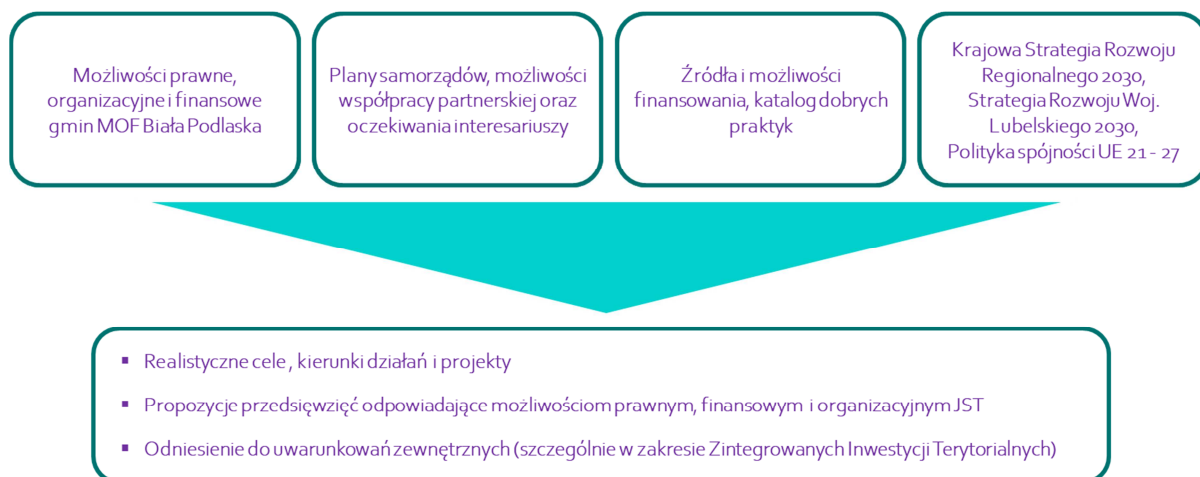 Możliwości prawne,
organizacyjne i finansowe
gmin MOF Biała Podlaska
Plany samorządów, możliwości
współpracy partnerskiej oraz
oczekiwania interesariuszy
Źródła i możliwości
finansowania, katalog dobrych
praktyk
Krajowa Strategia Rozwoju
Regionalnego 2030,
Strategia Rozwoju Woj.
Lubelskiego 2030,
Polityka spójności UE 21 - 27
▪ Realistyczne cele , kierunki działań i projekty
▪ Propozycje przedsięwzięć odpowiadające możliwościom prawnym, finansowym i organizacyjnym JST
▪ Odniesienie do uwarunkowań zewnętrznych (szczególnie w zakresie Zintegrowanych Inwestycji Terytorialnych)